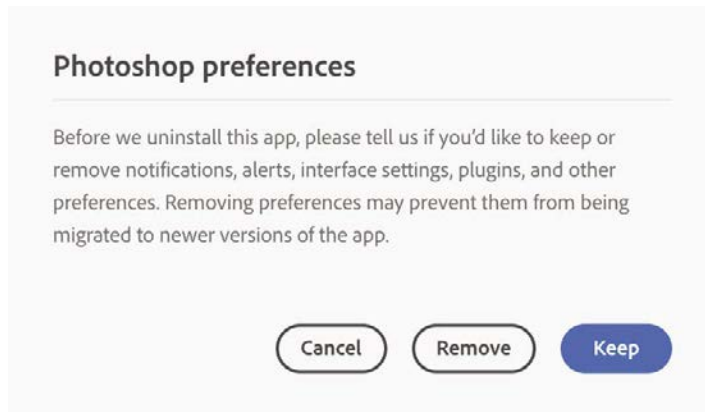 Photoshop preferences
Before we uninstall this app, please tell us if you'd like to keep or
remove notifications, alerts, interface settings, plugins, and other
preferences. Removing preferences may prevent them from being
migrated to newer versions of the app.
Cancel
Remove
Keep